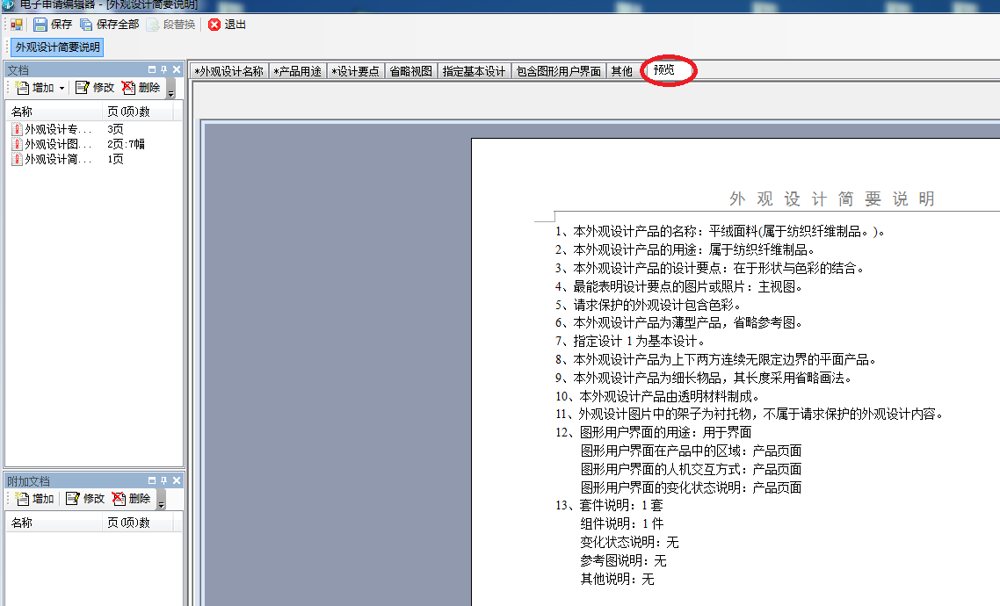 电子申请编辑器 - [外观设计简要说明]
保存 保存全部 段替换 退出
外观设计简要说明
文档
增加 修改 删除
名称 页(项)数
外观设计专... 3页
外观设计图... 2页:7幅
外观设计简... 1页
附加文档
增加 修改 删除
名称 页(项)数
*外观设计名称 *产品用途 *设计要点 省略视图 指定基本设计 包含图形用户界面 其他 预览
外观设计简要说明
1、本外观设计产品的名称：平绒面料(属于纺织纤维制品。)。
2、本外观设计产品的用途：属于纺织纤维制品。
3、本外观设计产品的设计要点：在于形状与色彩的结合。
4、最能表明设计要点的图片或照片：主视图。
5、请求保护的外观设计包含色彩。
6、本外观设计产品为薄型产品，省略参考图。
7、指定设计 1 为基本设计。
8、本外观设计产品为上下两方连续无限定边界的平面产品。
9、本外观设计产品为细长物品，其长度采用省略画法。
10、本外观设计产品由透明材料制成。
11、外观设计图片中的架子为衬托物，不属于请求保护的外观设计内容。
12、图形用户界面的用途：用于界面
图形用户界面在产品中的区域：产品页面
图形用户界面的人机交互方式：产品页面
图形用户界面的变化状态说明：产品页面
13、套件说明：1 套
组件说明：1 件
变化状态说明：无
参考图说明：无
其他说明：无